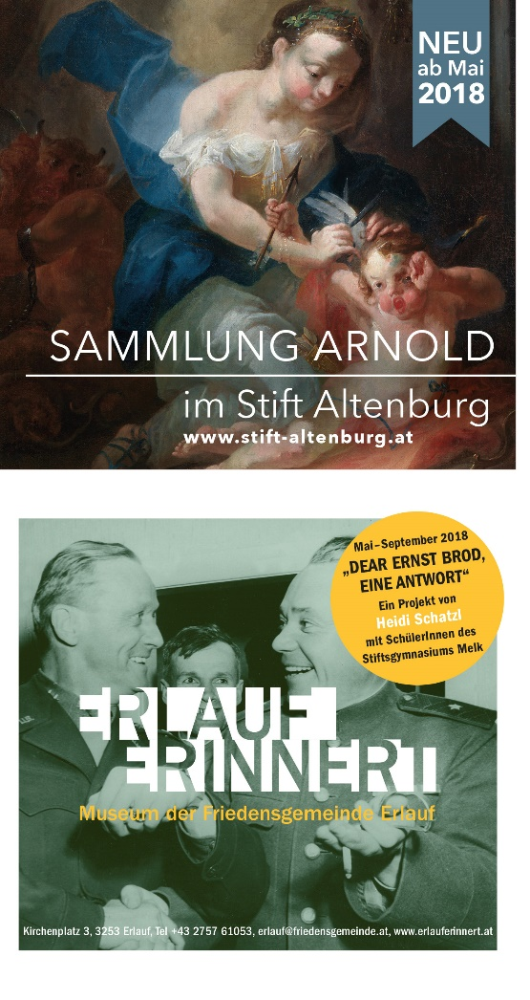 NEU
ab Mai
2018
SAMMLUNG ARNOLD
im Stift Altenburg
www.stift-altenburg.at
Mai–September 2018
„DEAR ERNST BROD,
EINE ANTWORT“
Ein Projekt von
Heidi Schatzl
mit SchülerInnen des
Stiftsgymnasiums Melk
ERLAUF
ERINNERT
Museum der Friedensgemeinde Erlauf
Kirchenplatz 3, 3253 Erlauf, Tel +43 2757 61053, erlauf@friedensgemeinde.at, www.erlauferinnert.at